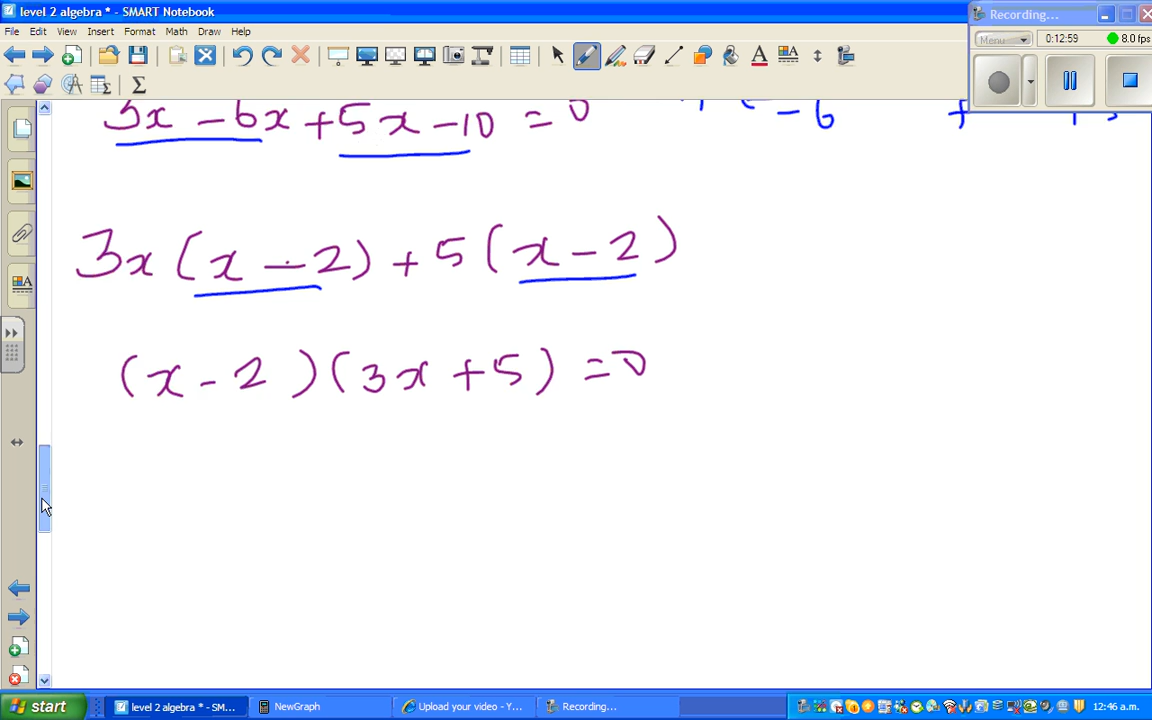 level 2 algebra * - SMART Notebook
Recording...
File Edit View Insert Format Math Draw Help
Menu 0:12:59 8.0 fps
3x - 6x + 5x - 10 = 0
- 6 +
3x (x - 2) + 5 (x - 2)
(x - 2) (3x + 5) = 0
start level 2 algebra * - SM... NewGraph Upload your video - Y... Recording... 12:46 a.m.